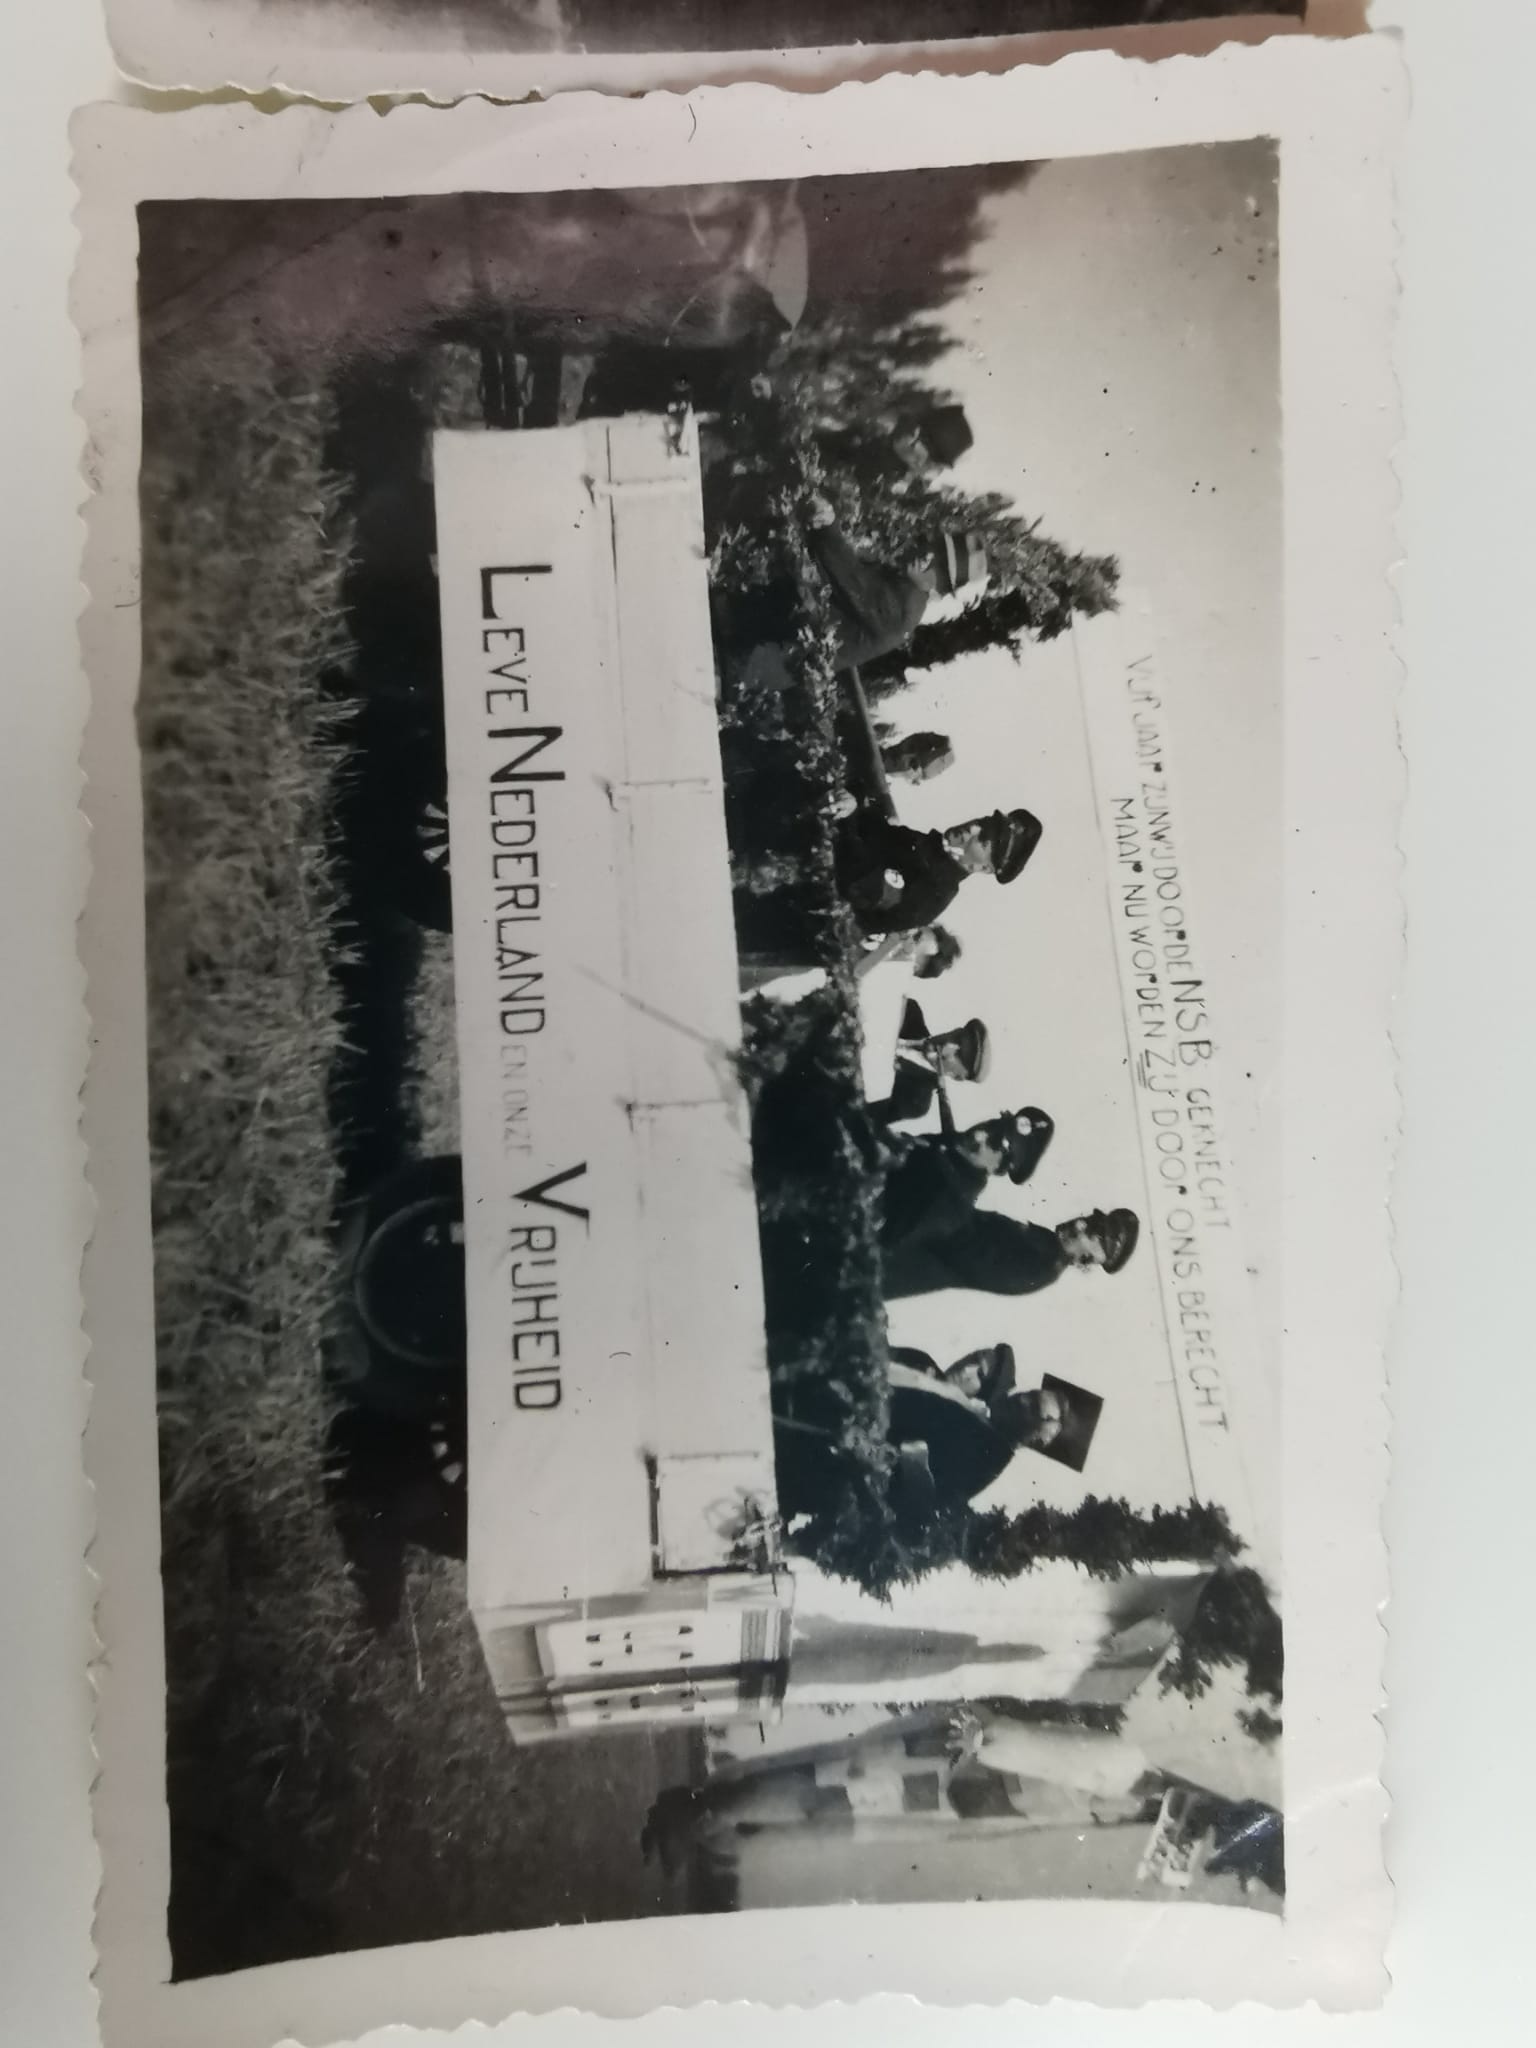 VIJF JAAR ZIJN WIJ DOOR DE N.S.B. GEKNECHT
MAAR NU WORDEN ZIJ DOOR ONS. BERECHT
LEVE NEDERLAND EN ONZE VRIJHEID